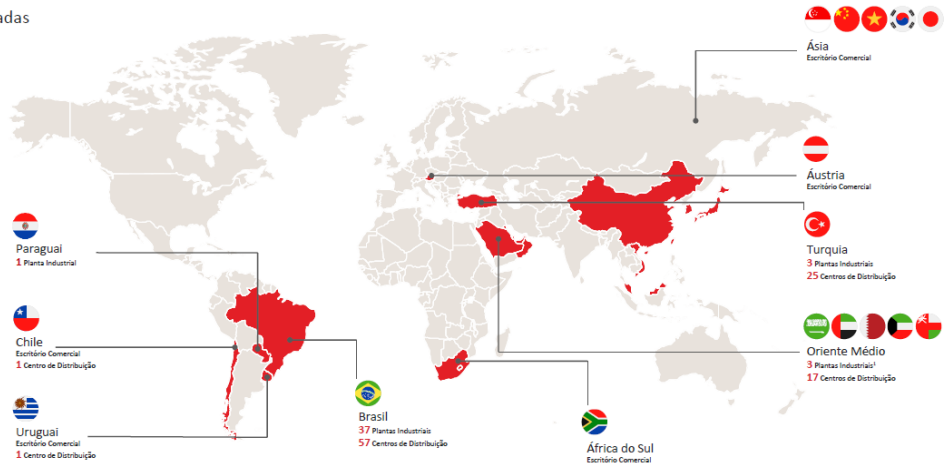 adas
Ásia
Escritório Comercial
Áustria
Escritório Comercial
Paraguai
1 Planta Industrial
Turquia
3 Plantas Industriais
25 Centros de Distribuição
Chile
Escritório Comercial
1 Centro de Distribuição
Oriente Médio
3 Plantas Industriais¹
17 Centros de Distribuição
Uruguai
Escritório Comercial
1 Centro de Distribuição
Brasil
37 Plantas Industriais
57 Centros de Distribuição
África do Sul
Escritório Comercial